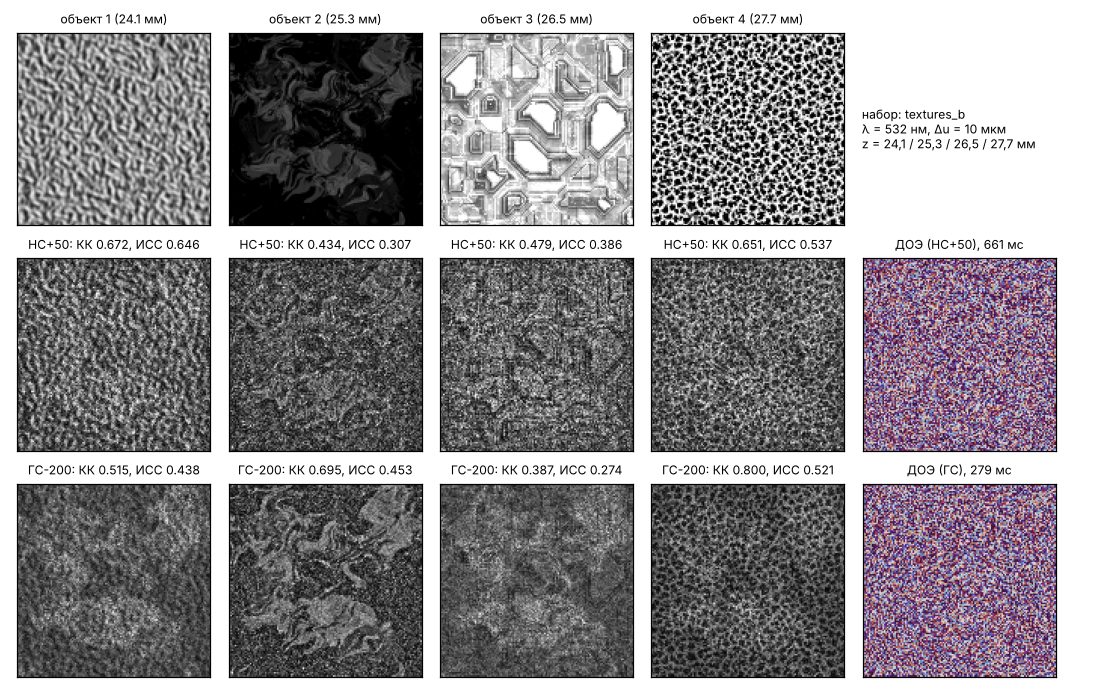 объект 1 (24.1 мм)
объект 2 (25.3 мм)
объект 3 (26.5 мм)
объект 4 (27.7 мм)
набор: textures_b
λ = 532 нм, Δu = 10 мкм
z = 24,1 / 25,3 / 26,5 / 27,7 мм
НС+50: КК 0.672, ИСС 0.646
НС+50: КК 0.434, ИСС 0.307
НС+50: КК 0.479, ИСС 0.386
НС+50: КК 0.651, ИСС 0.537
ДОЭ (НС+50), 661 мс
ГС-200: КК 0.515, ИСС 0.438
ГС-200: КК 0.695, ИСС 0.453
ГС-200: КК 0.387, ИСС 0.274
ГС-200: КК 0.800, ИСС 0.521
ДОЭ (ГС), 279 мс